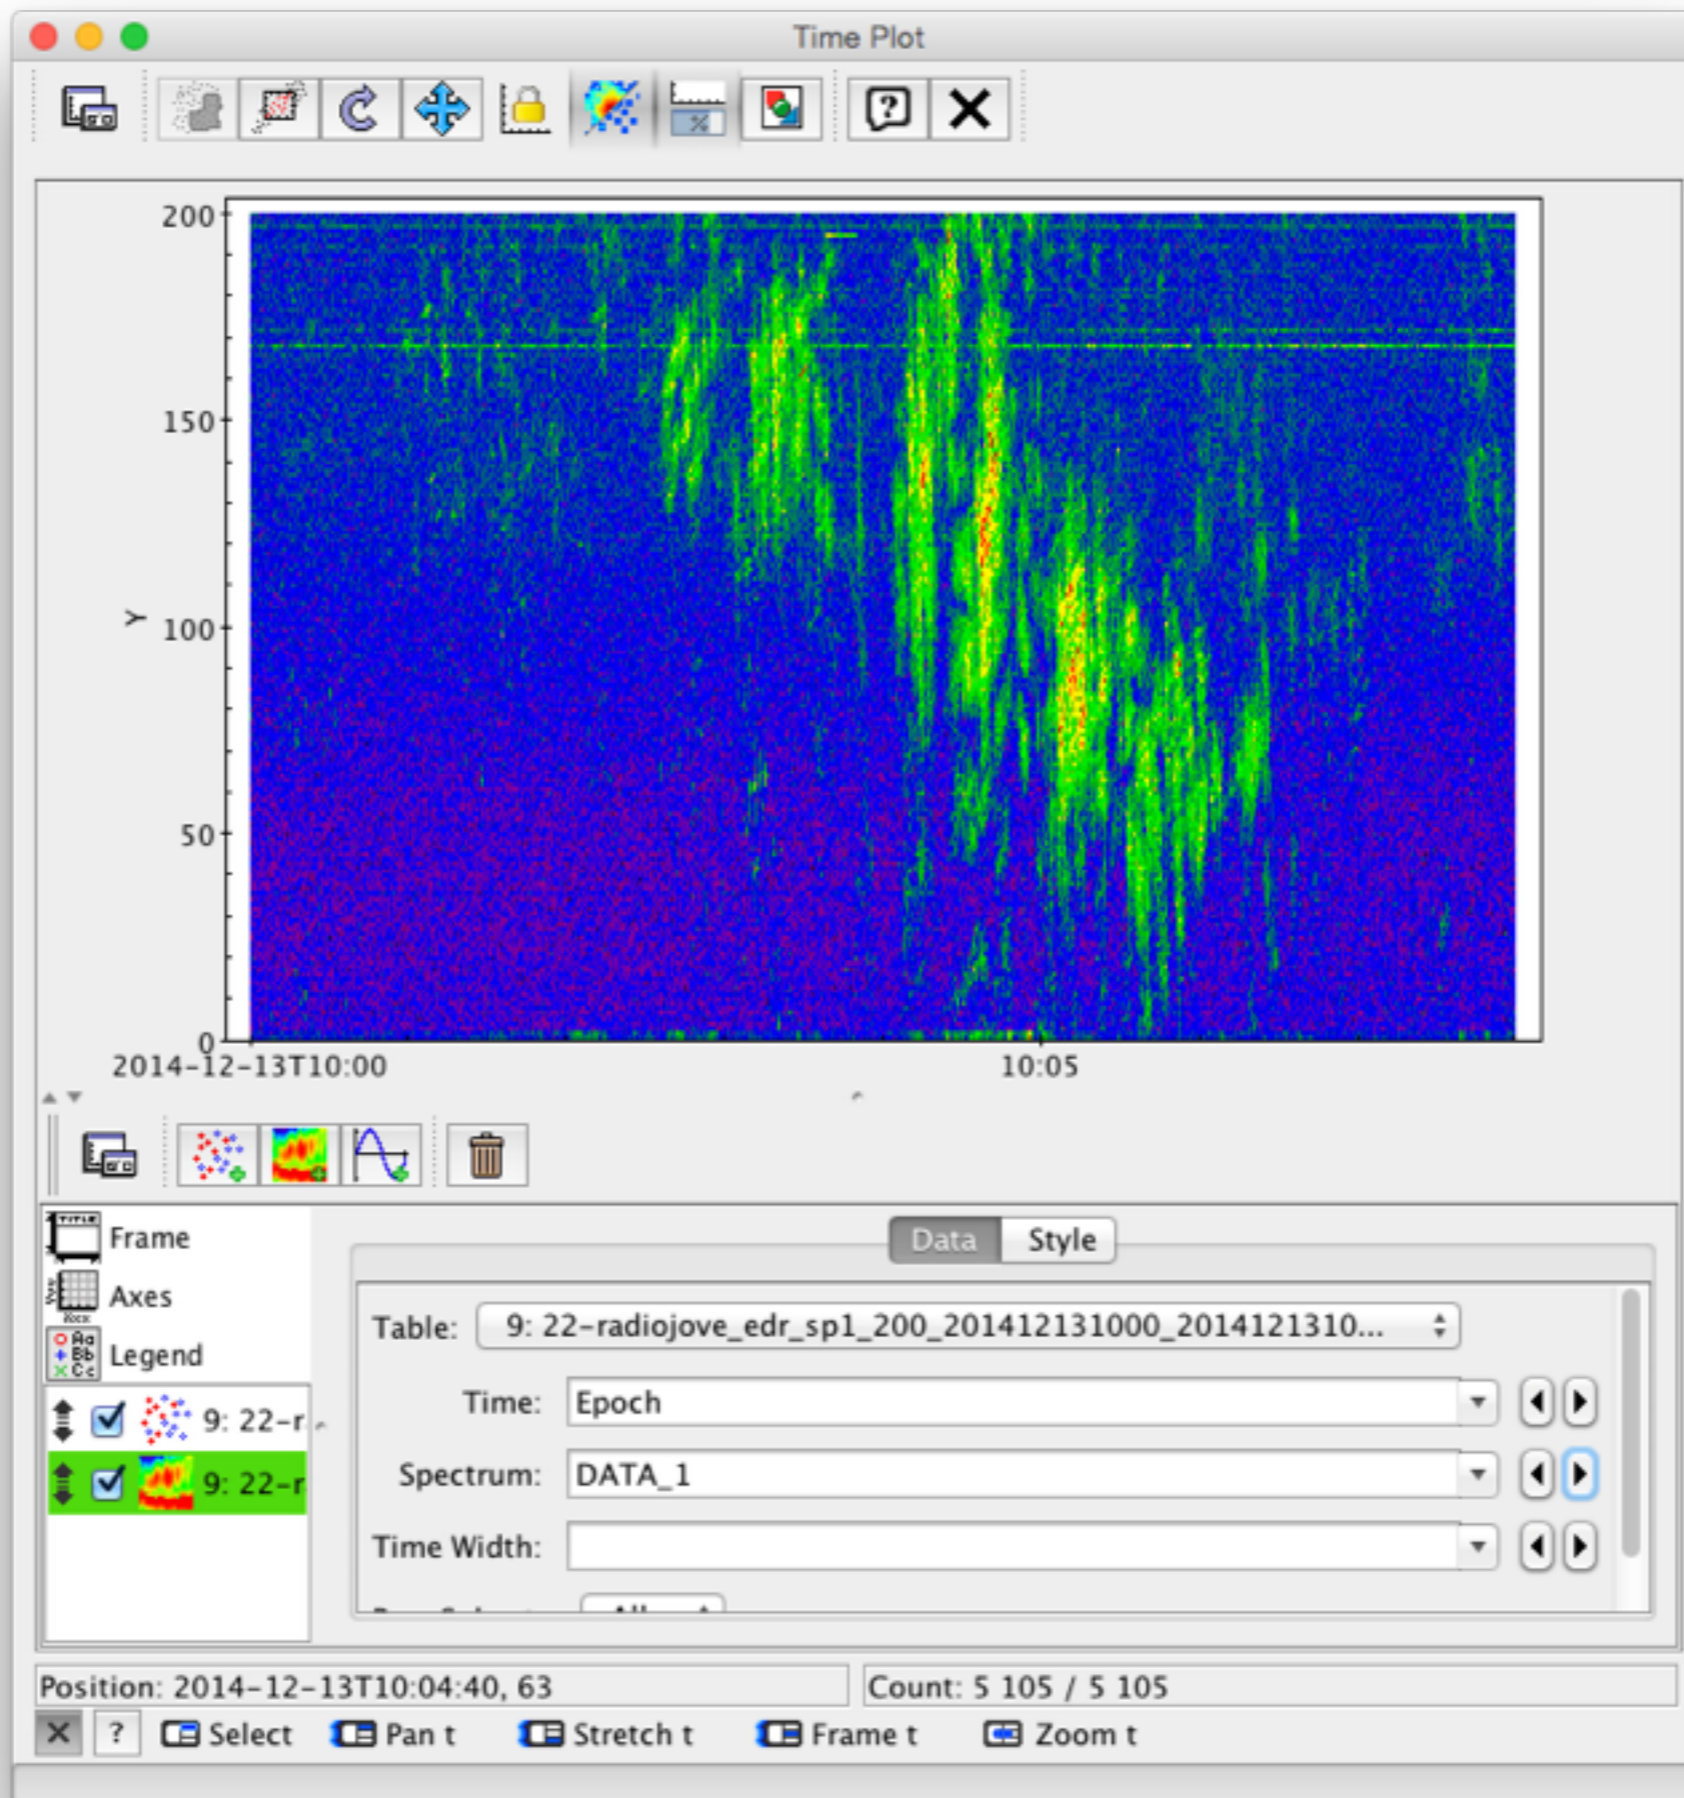 Time Plot
200
150
Y
100
50
0
2014-12-13T10:00 10:05
Frame
Axes
Legend
9: 22-r
9: 22-r
Data Style
Table: 9: 22-radiojove_edr_sp1_200_201412131000_2014121310...
Time: Epoch
Spectrum: DATA_1
Time Width:
Position: 2014-12-13T10:04:40, 63 Count: 5 105 / 5 105
Select Pan t Stretch t Frame t Zoom t